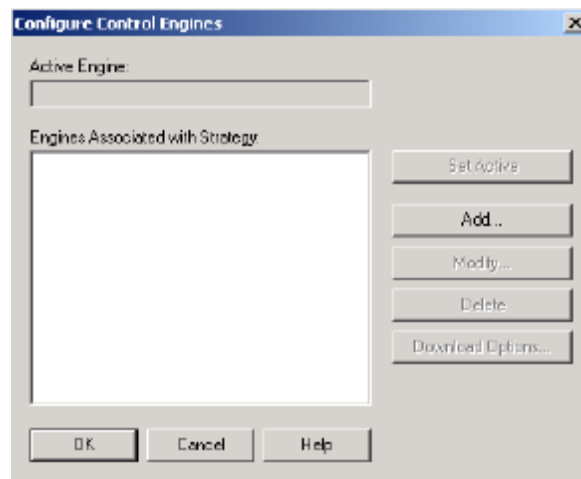 Configure Control Engines
Active Engine:
Engines Associated with Strategy:
Set Active
Add...
Modify...
Delete
Download Options...
OK
Cancel
Help